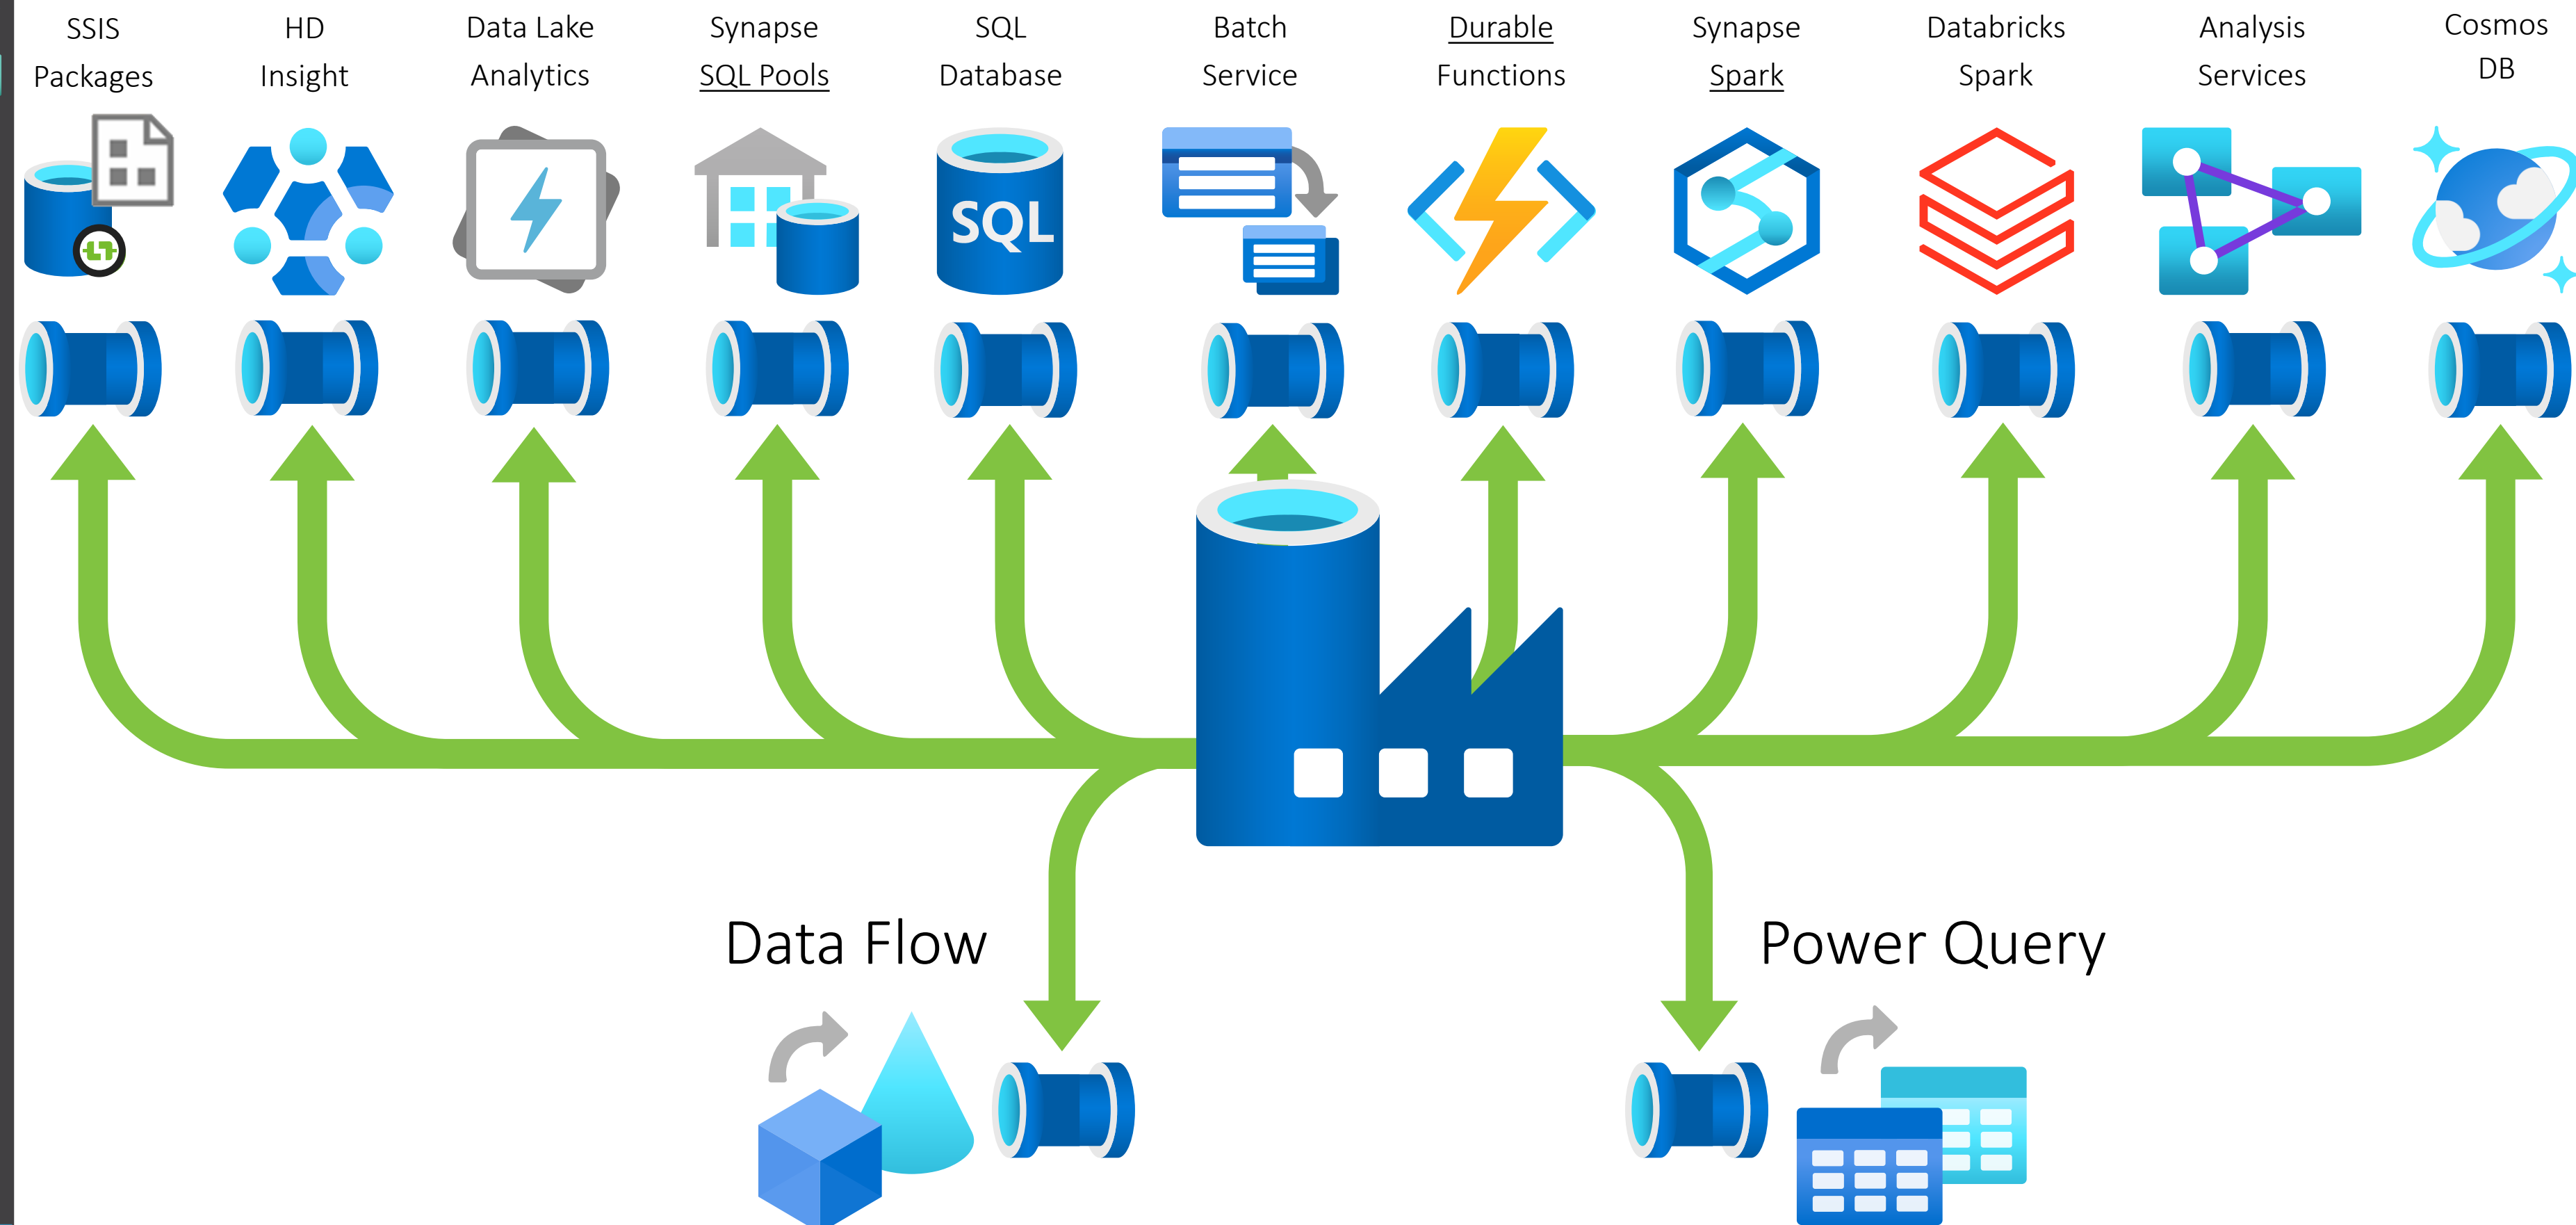 SSIS
Packages
HD
Insight
Data Lake
Analytics
Synapse
SQL Pools
SQL
Database
Batch
Service
Durable
Functions
Synapse
Spark
Databricks
Spark
Analysis
Services
Cosmos
DB
SQL
Data Flow
Power Query